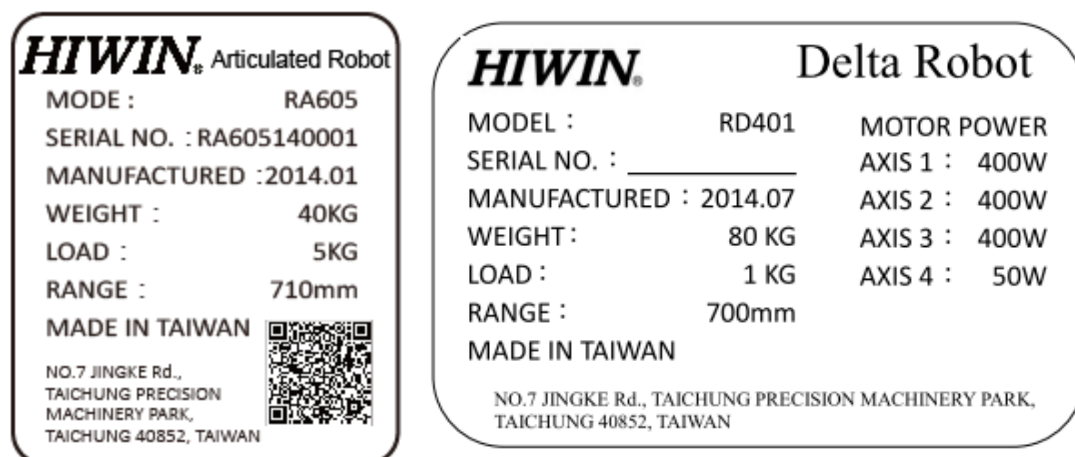 HIWIN® Articulated Robot
MODE : RA605
SERIAL NO. : RA605140001
MANUFACTURED :2014.01
WEIGHT : 40KG
LOAD : 5KG
RANGE : 710mm
MADE IN TAIWAN
NO.7 JINGKE Rd.,
TAICHUNG PRECISION
MACHINERY PARK,
TAICHUNG 40852, TAIWAN
HIWIN® Delta Robot
MODEL : RD401
SERIAL NO. :
MANUFACTURED : 2014.07
WEIGHT : 80 KG
LOAD : 1 KG
RANGE : 700mm
MADE IN TAIWAN
MOTOR POWER
AXIS 1 : 400W
AXIS 2 : 400W
AXIS 3 : 400W
AXIS 4 : 50W
NO.7 JINGKE Rd., TAICHUNG PRECISION MACHINERY PARK,
TAICHUNG 40852, TAIWAN